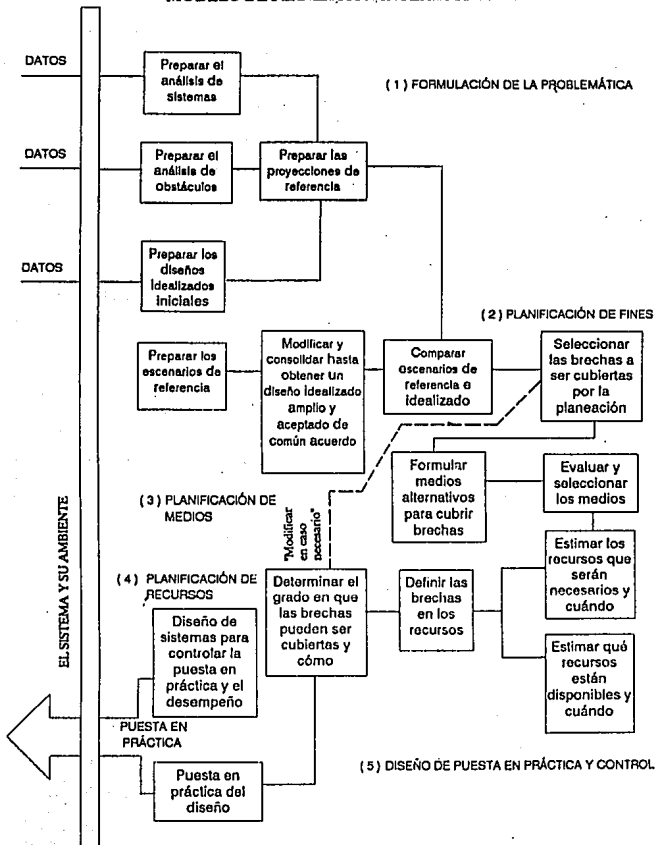 DATOS
Preparar el
análisis de
sistemas
( 1 ) FORMULACIÓN DE LA PROBLEMÁTICA
DATOS
Preparar el
análisis de
obstáculos
Preparar las
proyecciones de
referencia
DATOS
Preparar los
diseños
idealizados
iniciales
( 2 ) PLANIFICACIÓN DE FINES
Preparar los
escenarios de
referencia
Modificar y
consolidar hasta
obtener un
diseño idealizado
amplio y
aceptado de
común acuerdo
Comparar
escenarios de
referencia e
idealizado
Seleccionar
las brechas a
ser cubiertas
por la
planeación
Formular
medios
alternativos
para cubrir
brechas
Evaluar y
seleccionar
los medios
( 3 ) PLANIFICACIÓN DE
MEDIOS
"Modificar
en caso
necesario"
( 4 ) PLANIFICACIÓN DE
RECURSOS
Determinar el
grado en que
las brechas
pueden ser
cubiertas y
cómo
Definir las
brechas
en los
recursos
Estimar los
recursos que
serán
necesarios y
cuándo
Estimar qué
recursos
están
disponibles y
cuándo
EL SISTEMA Y SU AMBIENTE
Diseño de
sistemas para
controlar la
puesta en
práctica y el
desempeño
PUESTA EN
PRÁCTICA
Puesta en
práctica del
diseño
( 5 ) DISEÑO DE PUESTA EN PRÁCTICA Y CONTROL